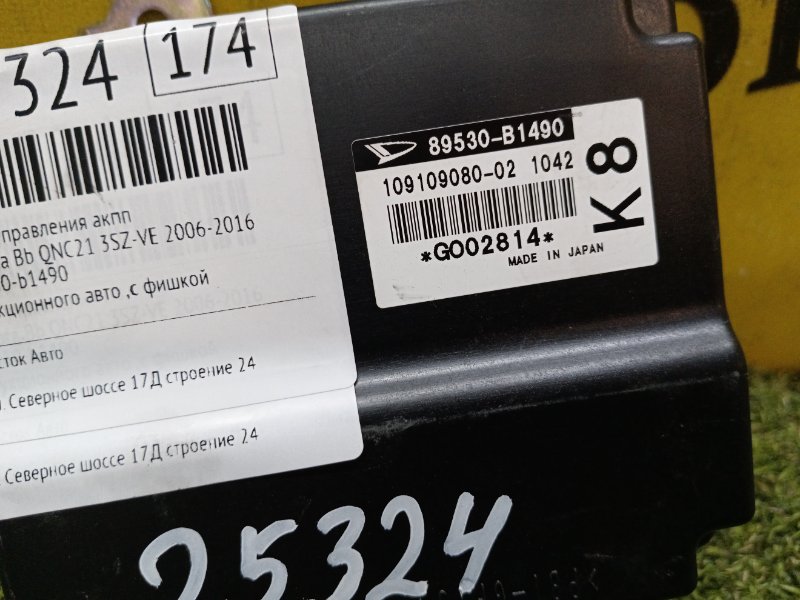 324 174
правления акпп
a Bb QNC21 3SZ-VE 2006-2016
0-b1490
кционного авто ,с фишкой
сток Авто
Северное шоссе 17Д строение 24
Северное шоссе 17Д строение 24
89530-B1490
109109080-02 1042
*G002814*
MADE IN JAPAN
K8
25324